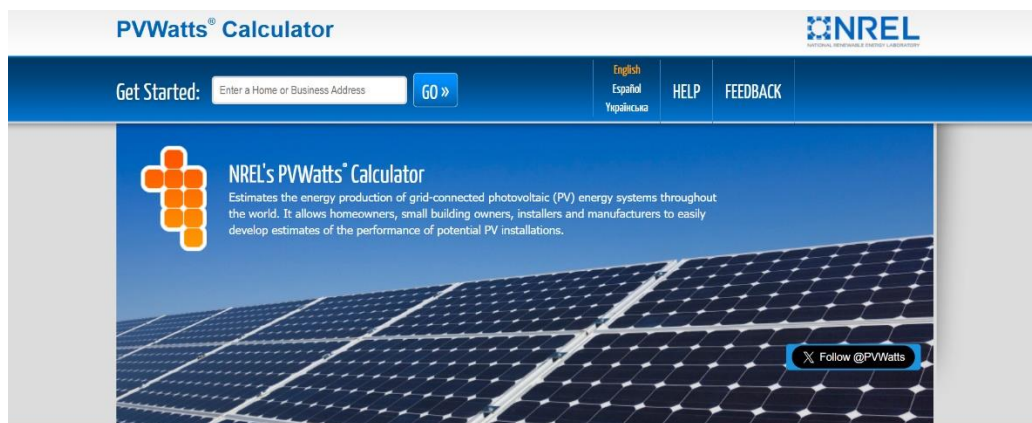 PVWatts® Calculator
NREL
NATIONAL RENEWABLE ENERGY LABORATORY
Get Started:
Enter a Home or Business Address
GO »
English
Español
Українська
HELP
FEEDBACK
NREL's PVWatts® Calculator
Estimates the energy production of grid-connected photovoltaic (PV) energy systems throughout
the world. It allows homeowners, small building owners, installers and manufacturers to easily
develop estimates of the performance of potential PV installations.
Follow @PVWatts